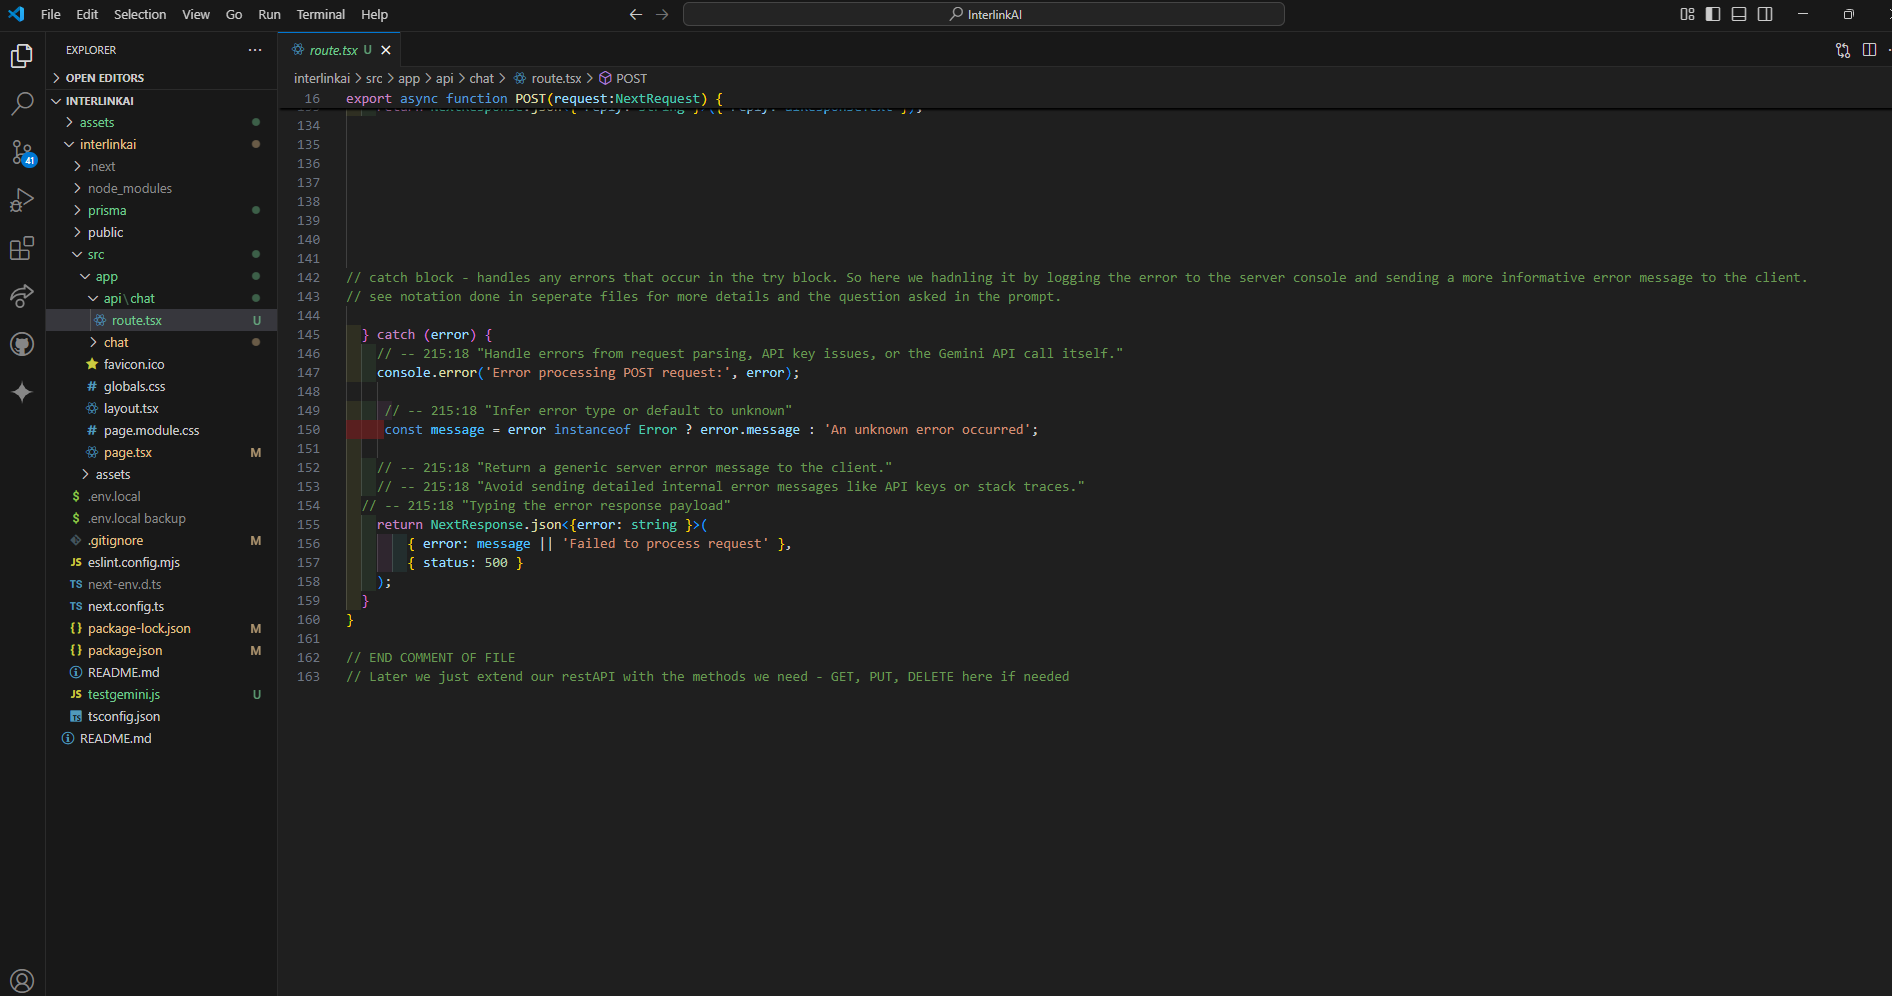 File Edit Selection View Go Run Terminal Help
InterlinkAI
EXPLORER
OPEN EDITORS
INTERLINKAI
assets
interlinkai
.next
node_modules
prisma
public
src
app
api\chat
route.tsx U
chat
favicon.ico
# globals.css
layout.tsx
# page.module.css
page.tsx M
assets
$ .env.local
$ .env.local backup
.gitignore M
JS eslint.config.mjs
TS next-env.d.ts
TS next.config.ts
{} package-lock.json M
{} package.json M
README.md
JS testgemini.js U
TS tsconfig.json
README.md
41
route.tsx U
interlinkai > src > app > api > chat > route.tsx > POST
16 export async function POST(request:NextRequest) {
134
135
136
137
138
139
140
141
142 // catch block - handles any errors that occur in the try block. So here we hadnling it by logging the error to the server console and sending a more informative error message to the client.
143 // see notation done in seperate files for more details and the question asked in the prompt.
144
145 } catch (error) {
146 // -- 215:18 "Handle errors from request parsing, API key issues, or the Gemini API call itself."
147 console.error('Error processing POST request:', error);
148
149 // -- 215:18 "Infer error type or default to unknown"
150 const message = error instanceof Error ? error.message : 'An unknown error occurred';
151
152 // -- 215:18 "Return a generic server error message to the client."
153 // -- 215:18 "Avoid sending detailed internal error messages like API keys or stack traces."
154 // -- 215:18 "Typing the error response payload"
155 return NextResponse.json<{error: string }>(
156 { error: message || 'Failed to process request' },
157 { status: 500 }
158 );
159 }
160 }
161
162 // END COMMENT OF FILE
163 // Later we just extend our restAPI with the methods we need - GET, PUT, DELETE here if needed